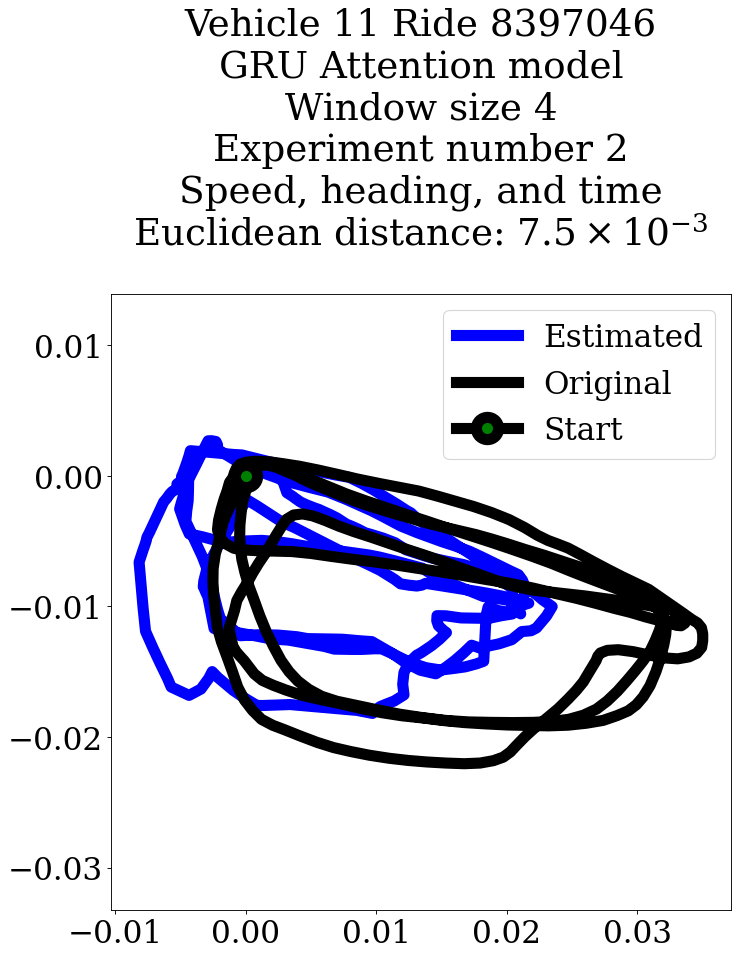 Vehicle 11 Ride 8397046
GRU Attention model
Window size 4
Experiment number 2
Speed, heading, and time
Euclidean distance: 7.5 × 10⁻³
Estimated
Original
Start
0.01
0.00
−0.01
−0.02
−0.03
−0.01 0.00 0.01 0.02 0.03